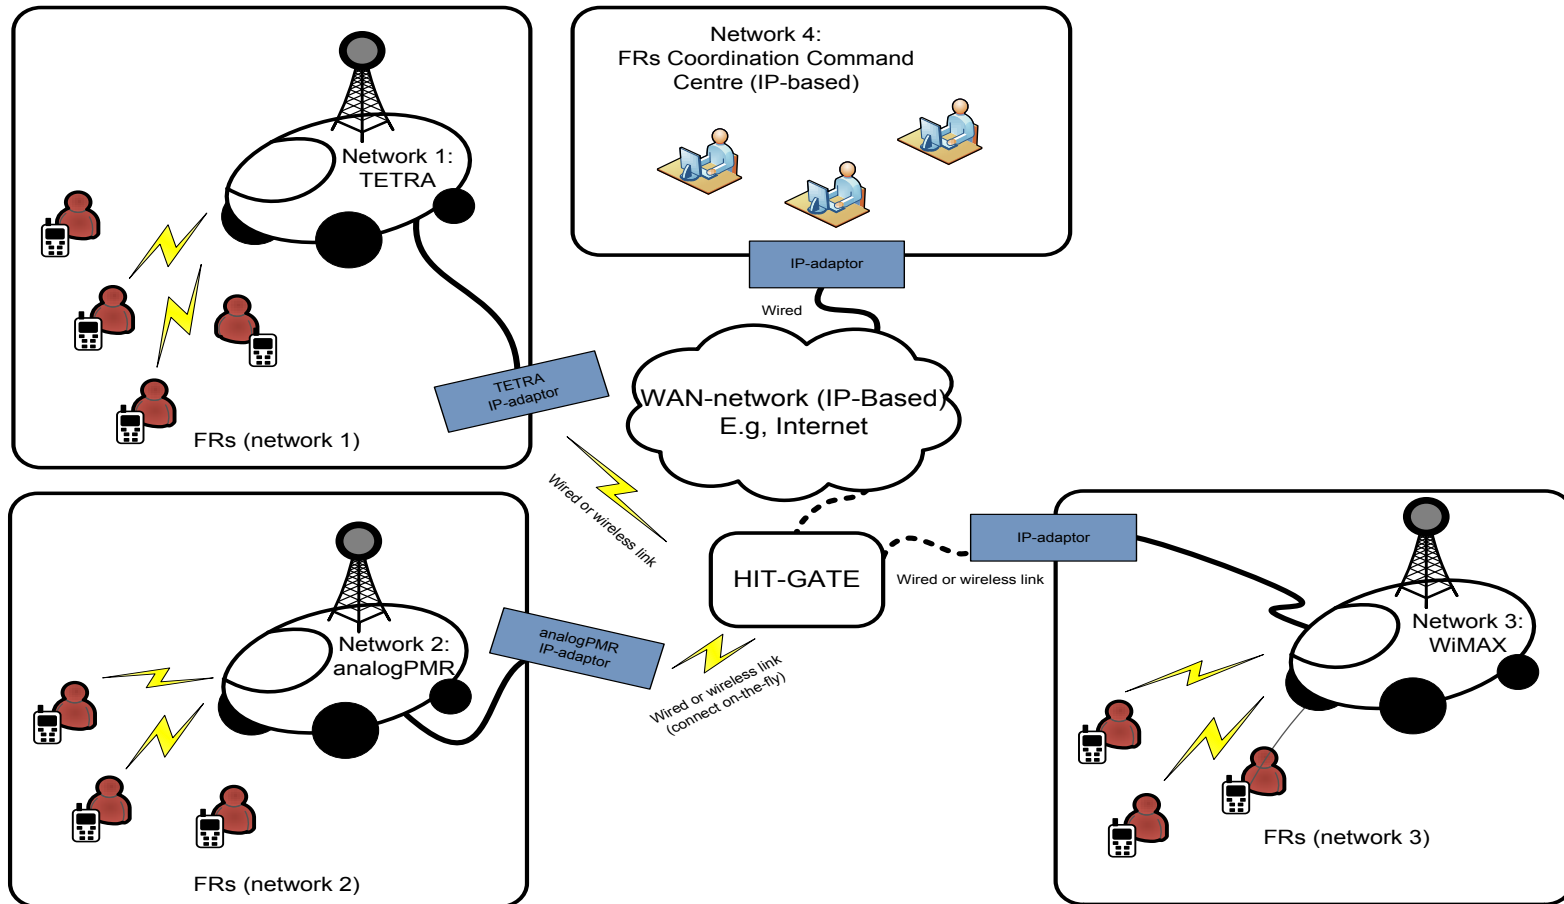 Network 1:
TETRA
FRs (network 1)
TETRA
IP-adaptor
Network 4:
FRs Coordination Command
Centre (IP-based)
IP-adaptor
Wired
WAN-network (IP-Based)
E.g, Internet
Wired or wireless link
HIT-GATE
Wired or wireless link
IP-adaptor
Network 2:
analogPMR
analogPMR
IP-adaptor
Wired or wireless link
(connect on-the-fly)
FRs (network 2)
Network 3:
WiMAX
FRs (network 3)